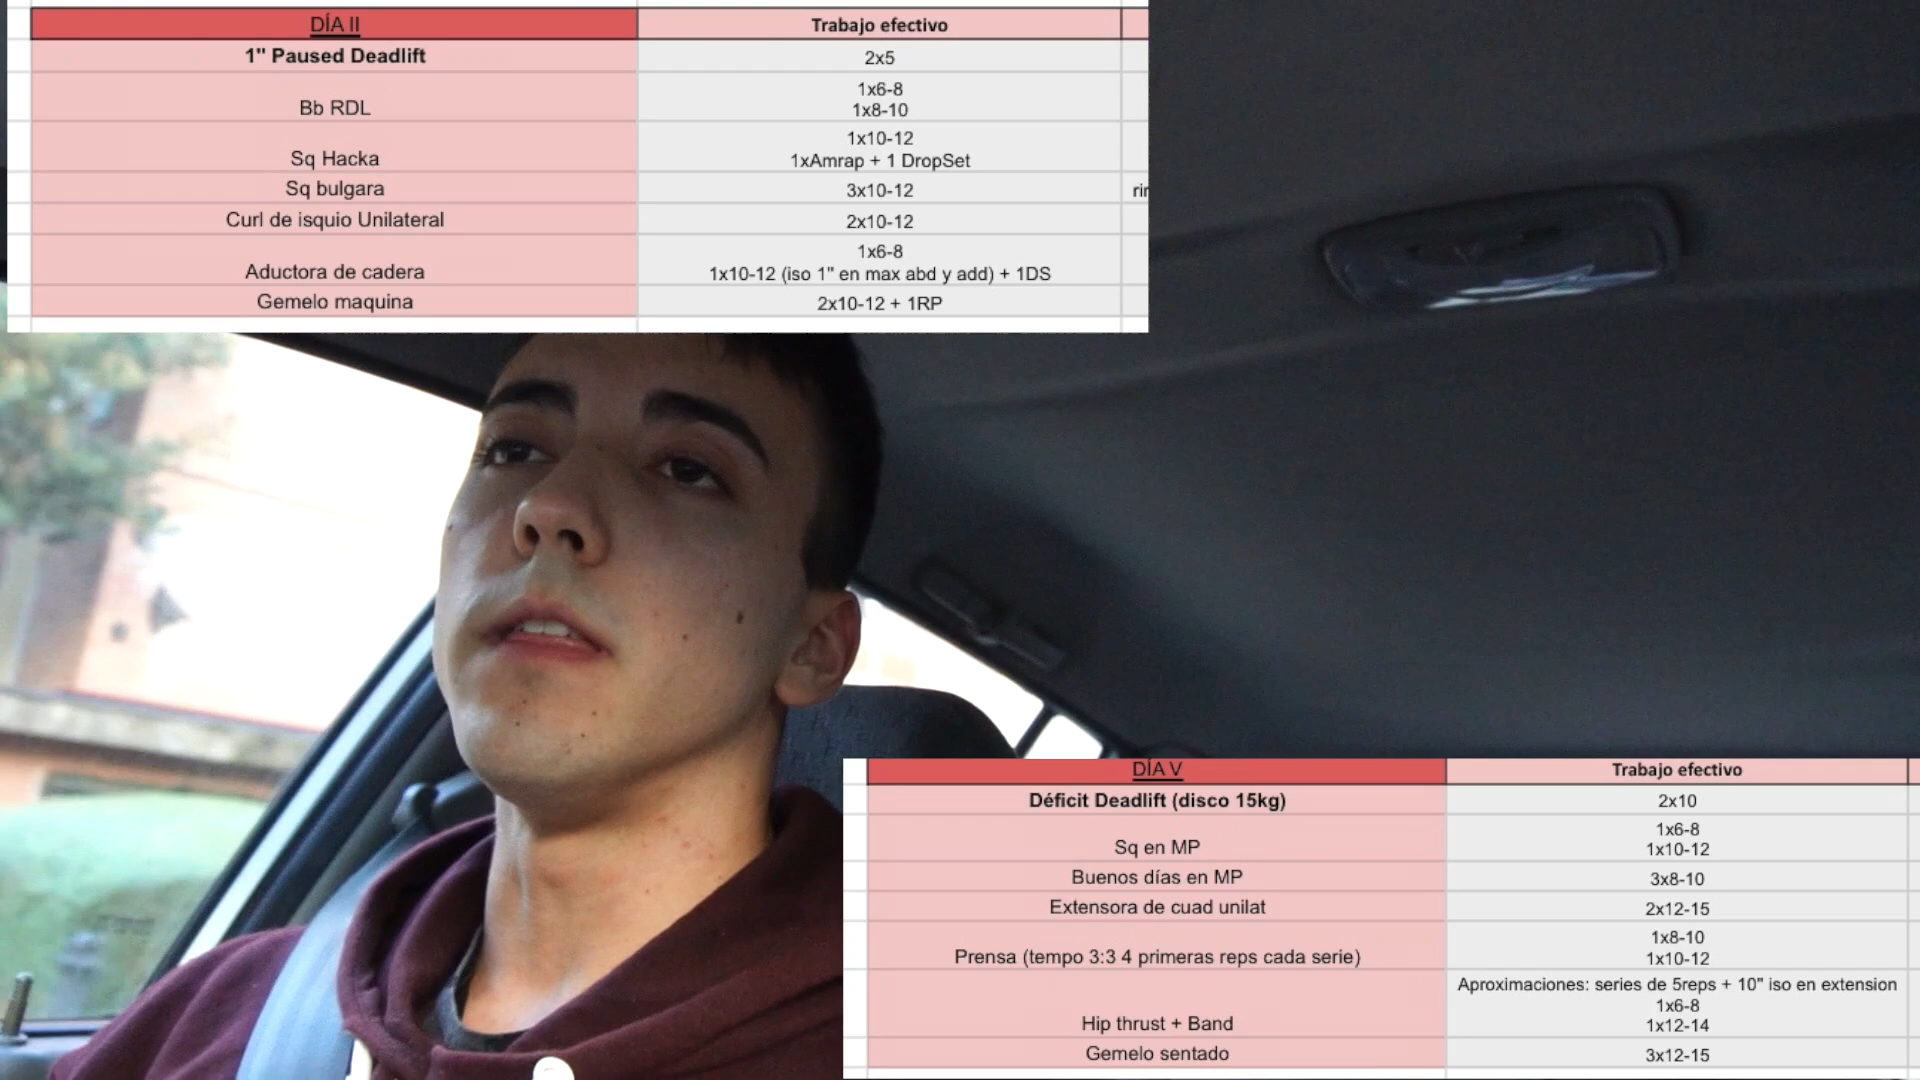 DÍA II
Trabajo efectivo
1" Paused Deadlift
2x5
Bb RDL
1x6-8
1x8-10
Sq Hacka
1x10-12
1xAmrap + 1 DropSet
Sq bulgara
3x10-12
rir
Curl de isquio Unilateral
2x10-12
Aductora de cadera
1x6-8
1x10-12 (iso 1" en max abd y add) + 1DS
Gemelo maquina
2x10-12 + 1RP
DÍA V
Trabajo efectivo
Déficit Deadlift (disco 15kg)
2x10
Sq en MP
1x6-8
1x10-12
Buenos días en MP
3x8-10
Extensora de cuad unilat
2x12-15
Prensa (tempo 3:3 4 primeras reps cada serie)
1x8-10
1x10-12
Hip thrust + Band
Aproximaciones: series de 5reps + 10" iso en extension
1x6-8
1x12-14
Gemelo sentado
3x12-15